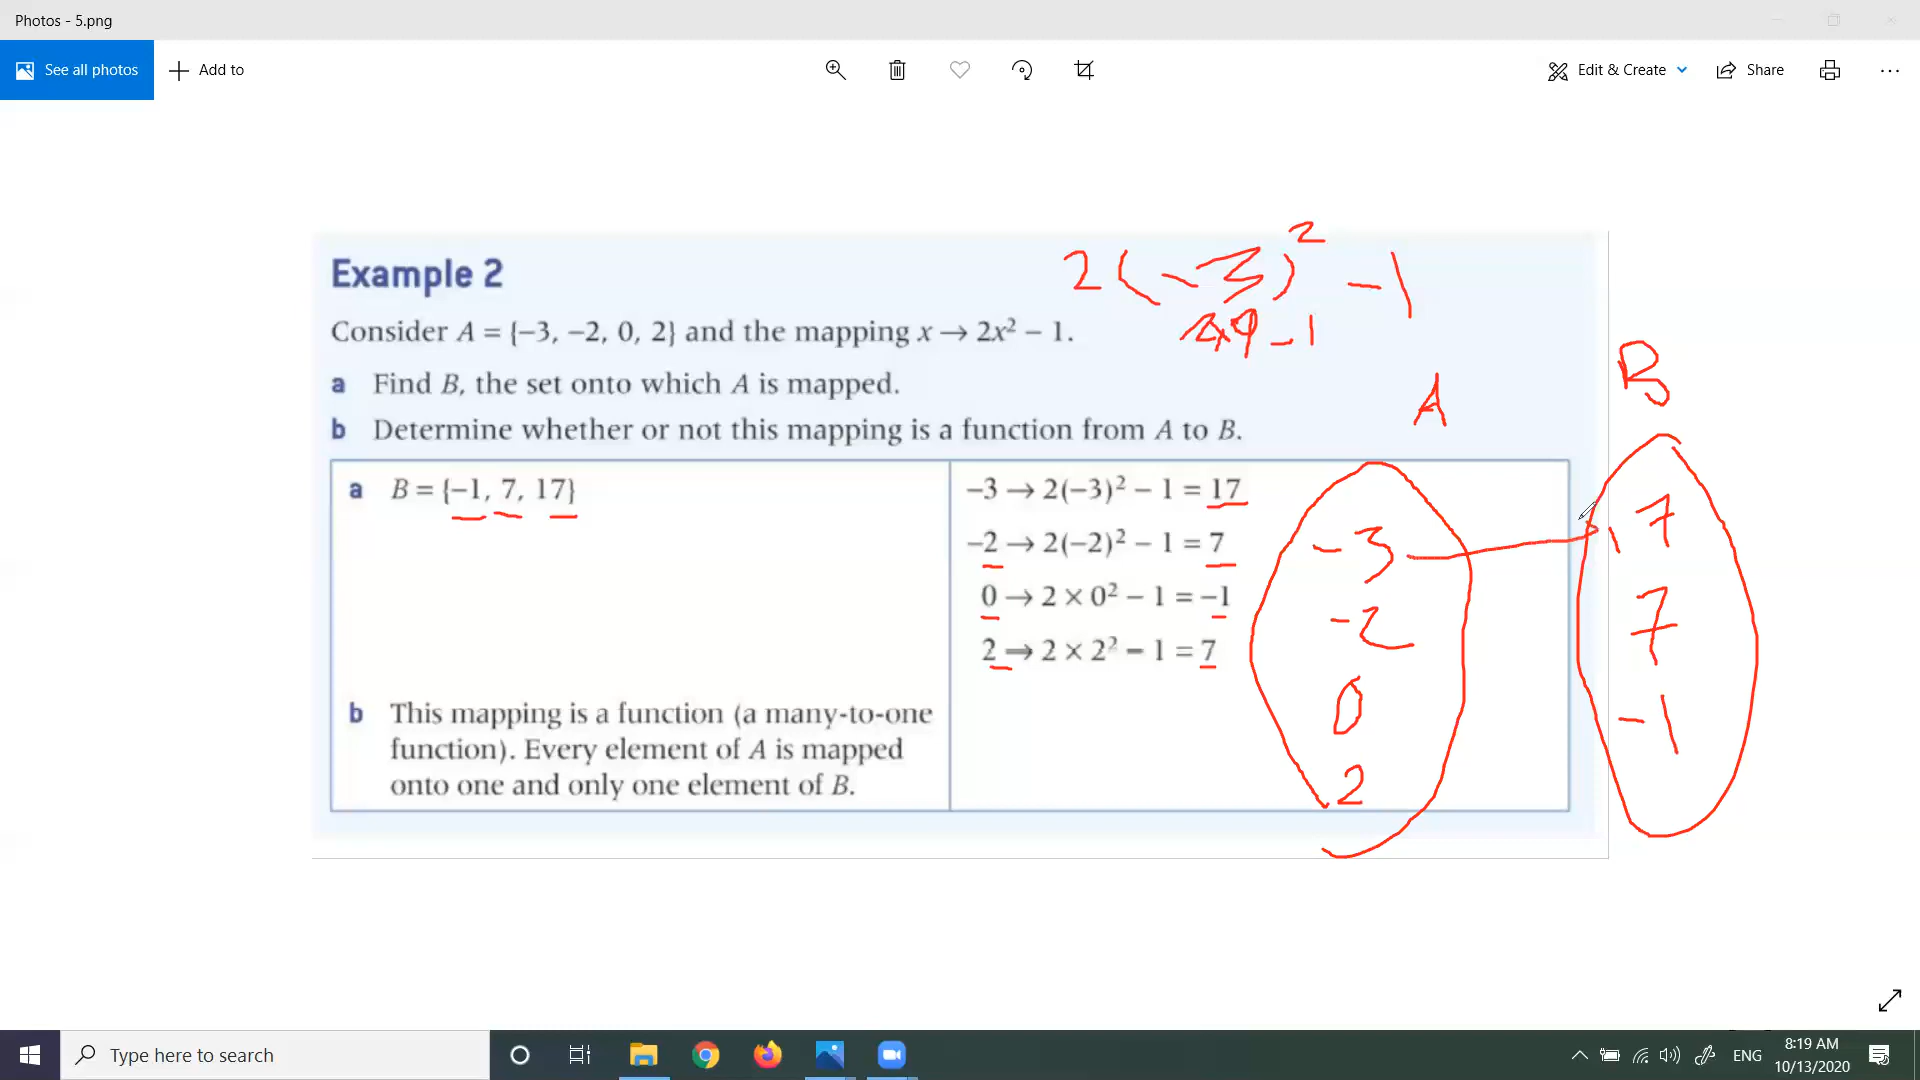 Photos - 5.png
See all photos
Add to
Edit & Create
Share
2(-3)² -1
2x9 -1
Example 2
Consider A = {−3, −2, 0, 2} and the mapping x → 2x² − 1.
a Find B, the set onto which A is mapped.
b Determine whether or not this mapping is a function from A to B.
a B = {−1, 7, 17}
−3 → 2(−3)² − 1 = 17
−2 → 2(−2)² − 1 = 7
0 → 2 × 0² − 1 = −1
2 → 2 × 2² − 1 = 7
b This mapping is a function (a many-to-one
function). Every element of A is mapped
onto one and only one element of B.
A
-3
-2
0
2
B
17
7
-1
Type here to search
ENG
8:19 AM
10/13/2020